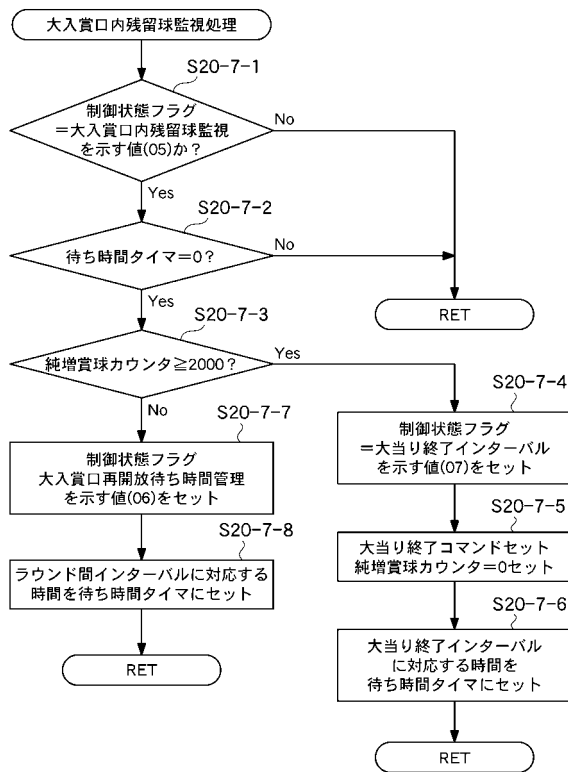 大入賞口内残留球監視処理
S20-7-1
制御状態フラグ
＝大入賞口内残留球監視
を示す値(05)か？
No
Yes
S20-7-2
待ち時間タイマ＝0？
No
Yes
RET
S20-7-3
純増賞球カウンタ≧2000？
Yes
No
S20-7-4
制御状態フラグ
＝大当り終了インターバル
を示す値(07)をセット
S20-7-5
大当り終了コマンドセット
純増賞球カウンタ＝0セット
S20-7-6
大当り終了インターバル
に対応する時間を
待ち時間タイマにセット
RET
S20-7-7
制御状態フラグ
大入賞口再開放待ち時間管理
を示す値(06)をセット
S20-7-8
ラウンド間インターバルに対応する
時間を待ち時間タイマにセット
RET